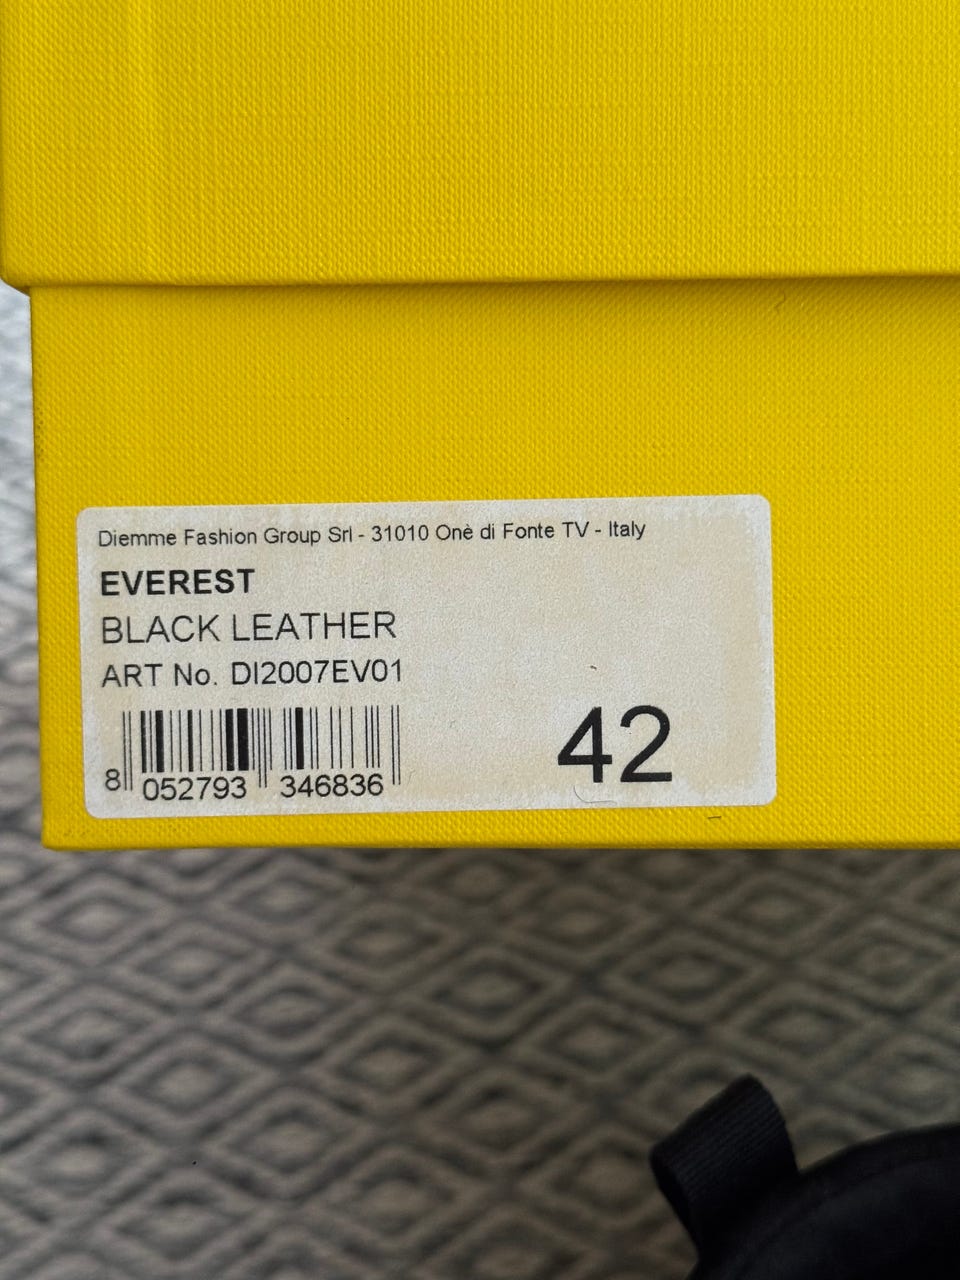 Diemme Fashion Group Srl - 31010 Onè di Fonte TV - Italy
EVEREST
BLACK LEATHER
ART No. DI2007EV01
42
8 052793 346836